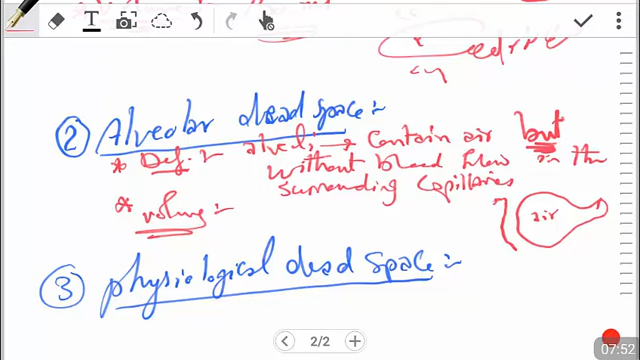 ② Alveolar dead space:-
* Def:- alveoli → Contain air but
without blood flow in the
surrounding Capillaries
* volume:-
air
③ physiological dead space:-
2/2
07:52